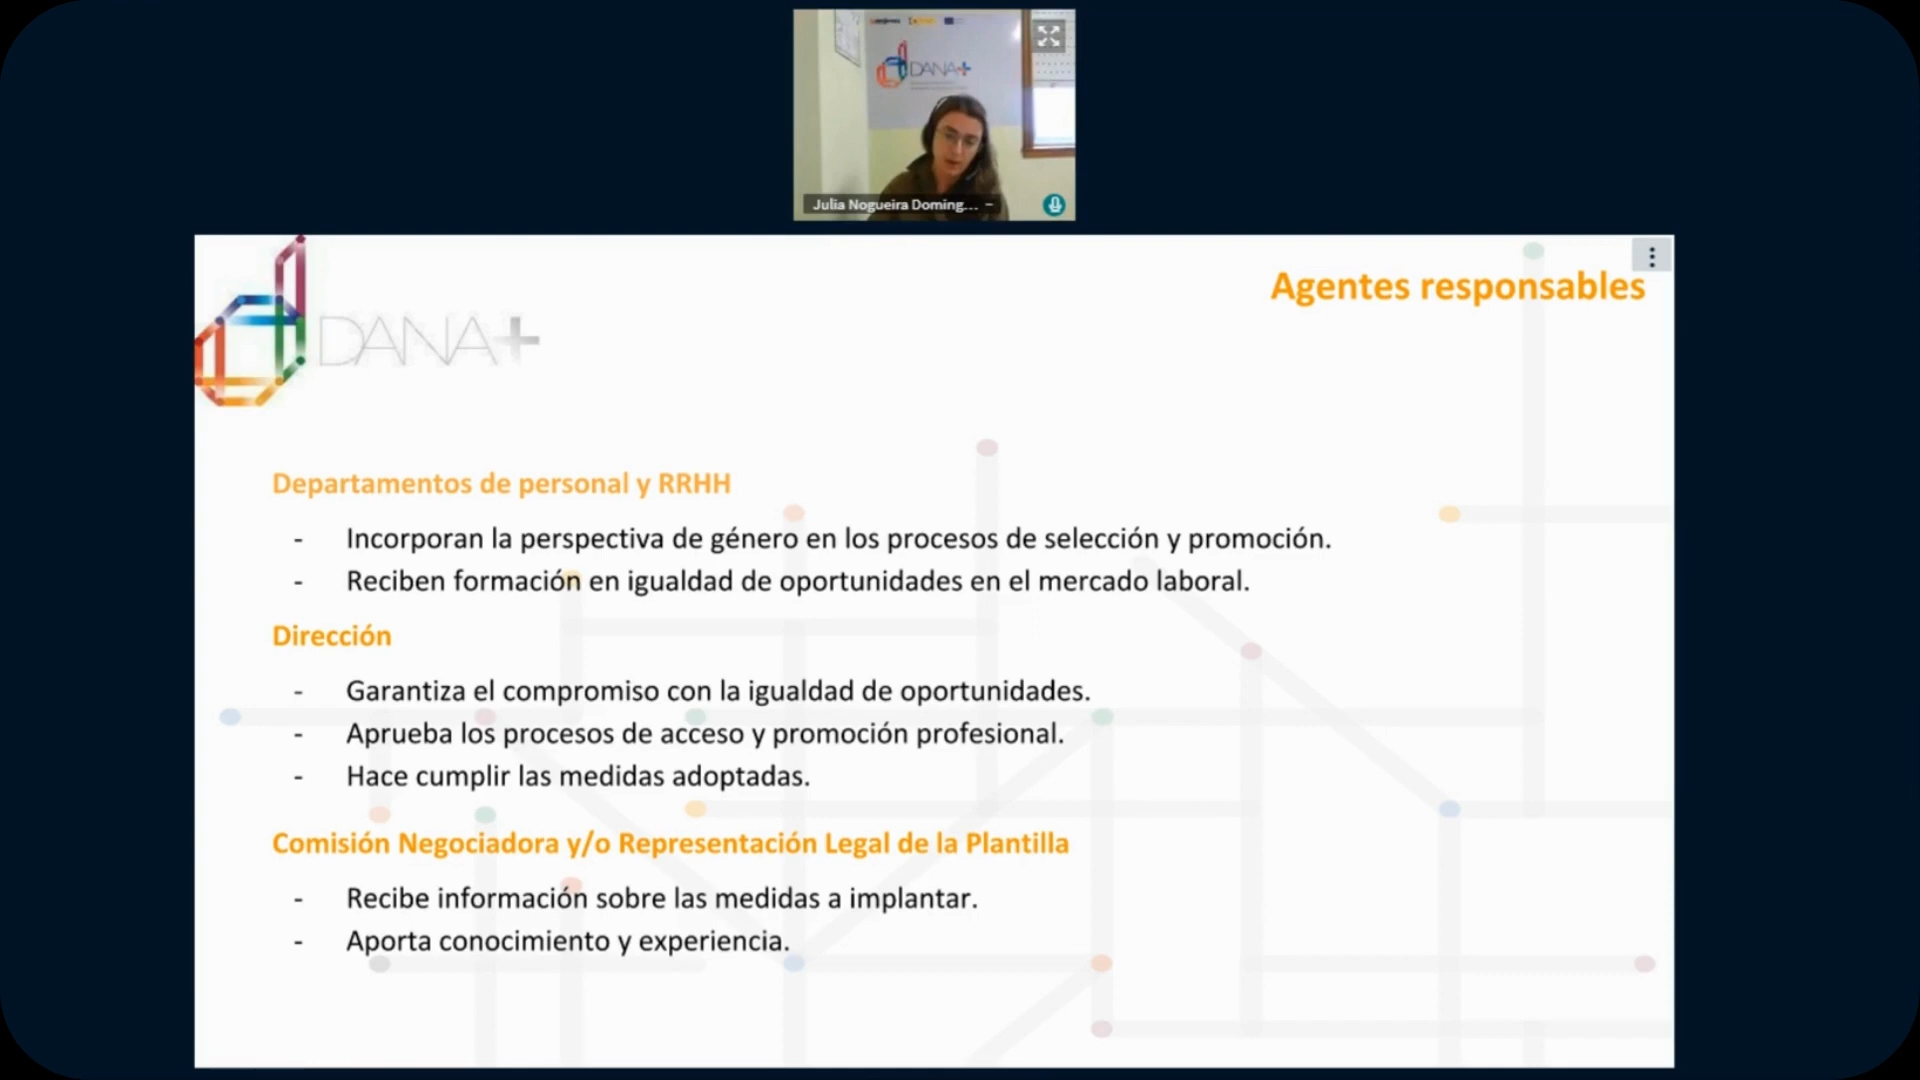 DANA+
Julia Nogueira Doming...
Agentes responsables
DANA+
Departamentos de personal y RRHH
- Incorporan la perspectiva de género en los procesos de selección y promoción.
- Reciben formación en igualdad de oportunidades en el mercado laboral.
Dirección
- Garantiza el compromiso con la igualdad de oportunidades.
- Aprueba los procesos de acceso y promoción profesional.
- Hace cumplir las medidas adoptadas.
Comisión Negociadora y/o Representación Legal de la Plantilla
- Recibe información sobre las medidas a implantar.
- Aporta conocimiento y experiencia.